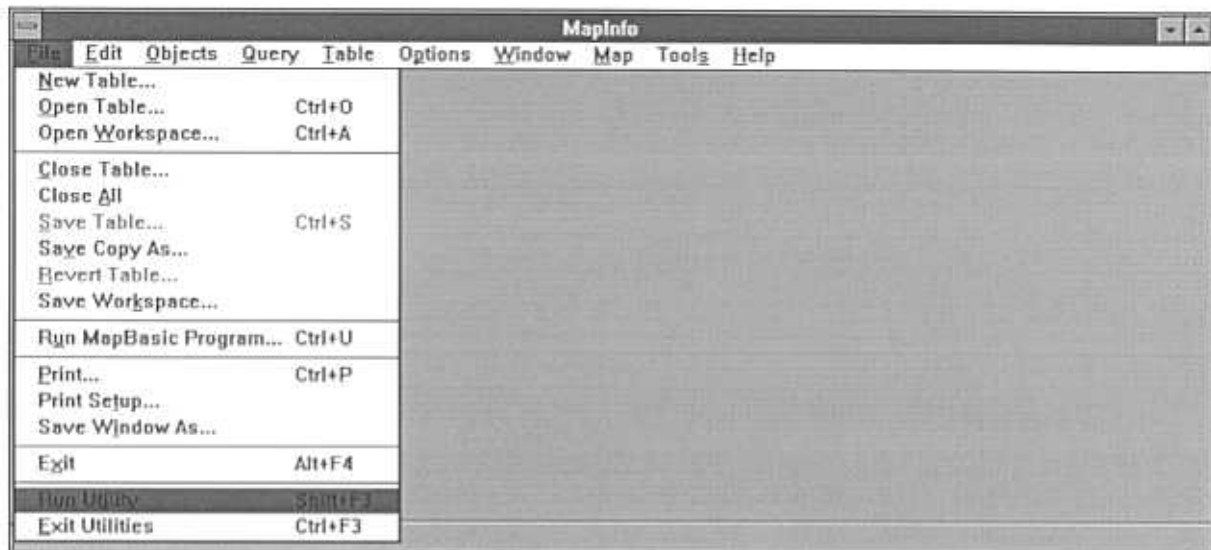 MapInfo
File Edit Objects Query Table Options Window Map Tools Help
New Table...
Open Table... Ctrl+O
Open Workspace... Ctrl+A
Close Table...
Close All
Save Table... Ctrl+S
Save Copy As...
Revert Table...
Save Workspace...
Run MapBasic Program... Ctrl+U
Print... Ctrl+P
Print Setup...
Save Window As...
Exit Alt+F4
Run Utility Shift+F3
Exit Utilities Ctrl+F3